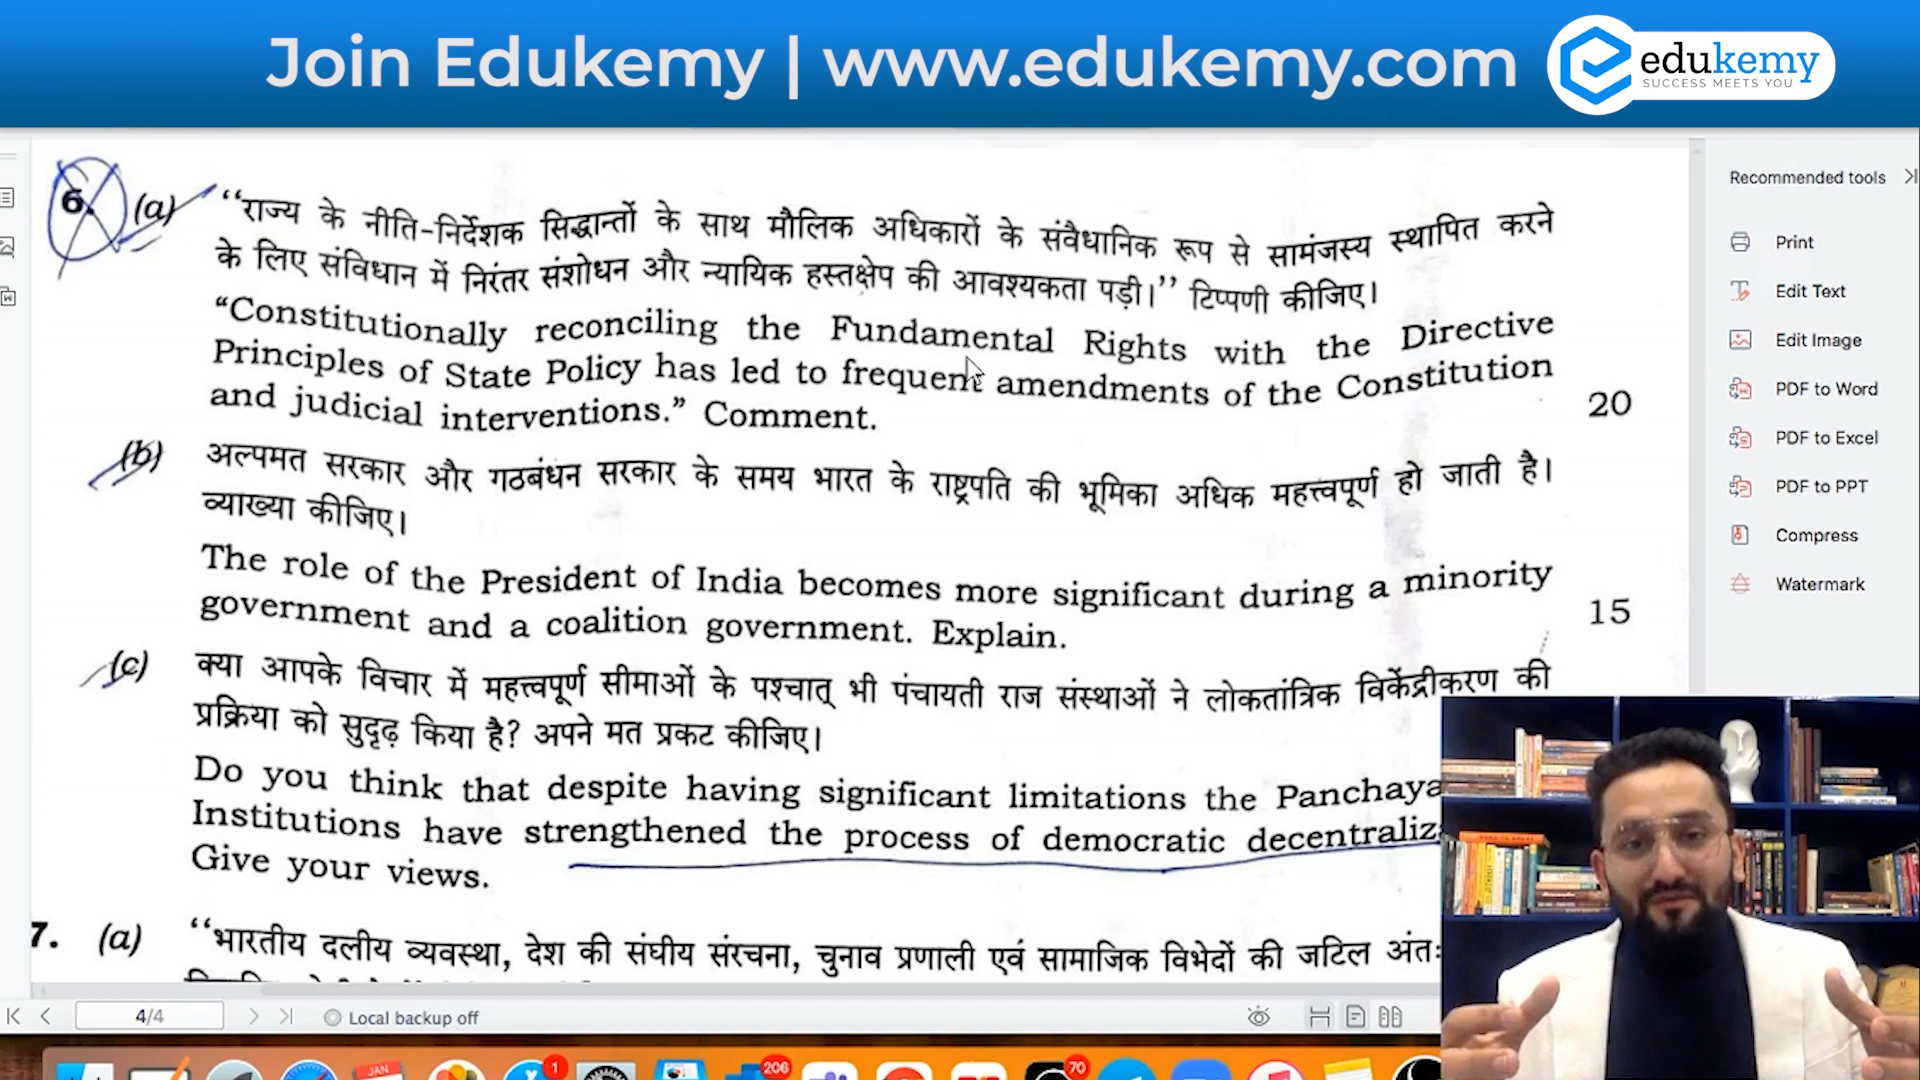 Join Edukemy | www.edukemy.com
edukemy
SUCCESS MEETS YOU
Recommended tools
Print
Edit Text
Edit Image
PDF to Word
PDF to Excel
PDF to PPT
Compress
Watermark
6. (a) ‘‘राज्य के नीति-निर्देशक सिद्धान्तों के साथ मौलिक अधिकारों के संवैधानिक रूप से सामंजस्य स्थापित करने
के लिए संविधान में निरंतर संशोधन और न्यायिक हस्तक्षेप की आवश्यकता पड़ी।’’ टिप्पणी कीजिए।
“Constitutionally reconciling the Fundamental Rights with the Directive
Principles of State Policy has led to frequent amendments of the Constitution
and judicial interventions.” Comment. 20
(b) अल्पमत सरकार और गठबंधन सरकार के समय भारत के राष्ट्रपति की भूमिका अधिक महत्त्वपूर्ण हो जाती है।
व्याख्या कीजिए।
The role of the President of India becomes more significant during a minority
government and a coalition government. Explain. 15
(c) क्या आपके विचार में महत्त्वपूर्ण सीमाओं के पश्चात् भी पंचायती राज संस्थाओं ने लोकतांत्रिक विकेंद्रीकरण की
प्रक्रिया को सुदृढ़ किया है? अपने मत प्रकट कीजिए।
Do you think that despite having significant limitations the Panchaya
Institutions have strengthened the process of democratic decentraliz
Give your views.
7. (a) ‘‘भारतीय दलीय व्यवस्था, देश की संघीय संरचना, चुनाव प्रणाली एवं सामाजिक विभेदों की जटिल अंतः
4/4
Local backup off
JAN
1
206
70